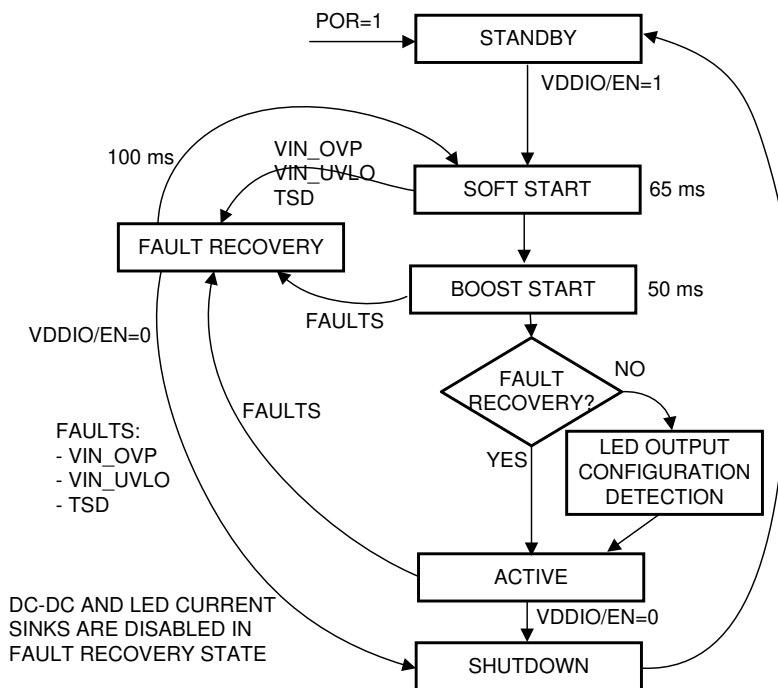 POR=1
STANDBY
VDDIO/EN=1
100 ms
VIN_OVP
VIN_UVLO
TSD
SOFT START
65 ms
FAULT RECOVERY
BOOST START
50 ms
FAULTS
VDDIO/EN=0
FAULT
RECOVERY?
NO
YES
FAULTS
LED OUTPUT
CONFIGURATION
DETECTION
FAULTS:
- VIN_OVP
- VIN_UVLO
- TSD
ACTIVE
VDDIO/EN=0
DC-DC AND LED CURRENT
SINKS ARE DISABLED IN
FAULT RECOVERY STATE
SHUTDOWN